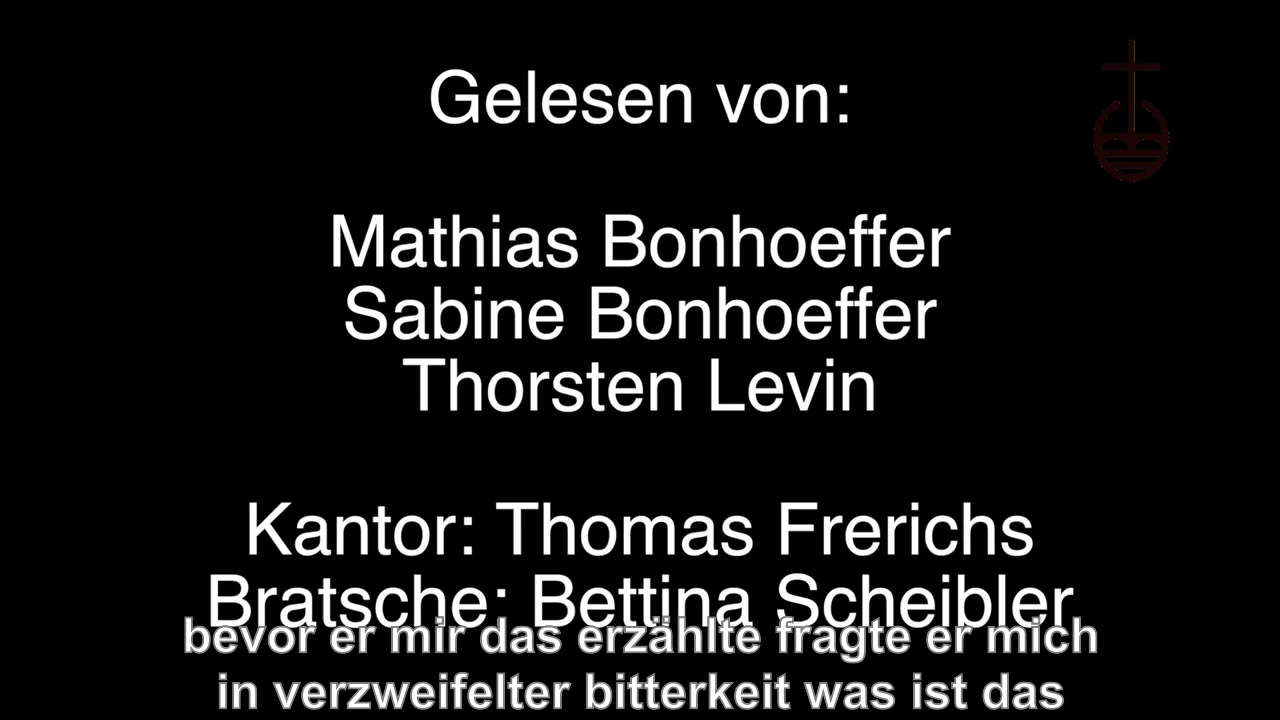 Gelesen von:
Mathias Bonhoeffer
Sabine Bonhoeffer
Thorsten Levin
Kantor: Thomas Frerichs
Bratsche: Bettina Scheibler
bevor er mir das erzählte fragte er mich
in verzweifelter bitterkeit was ist das